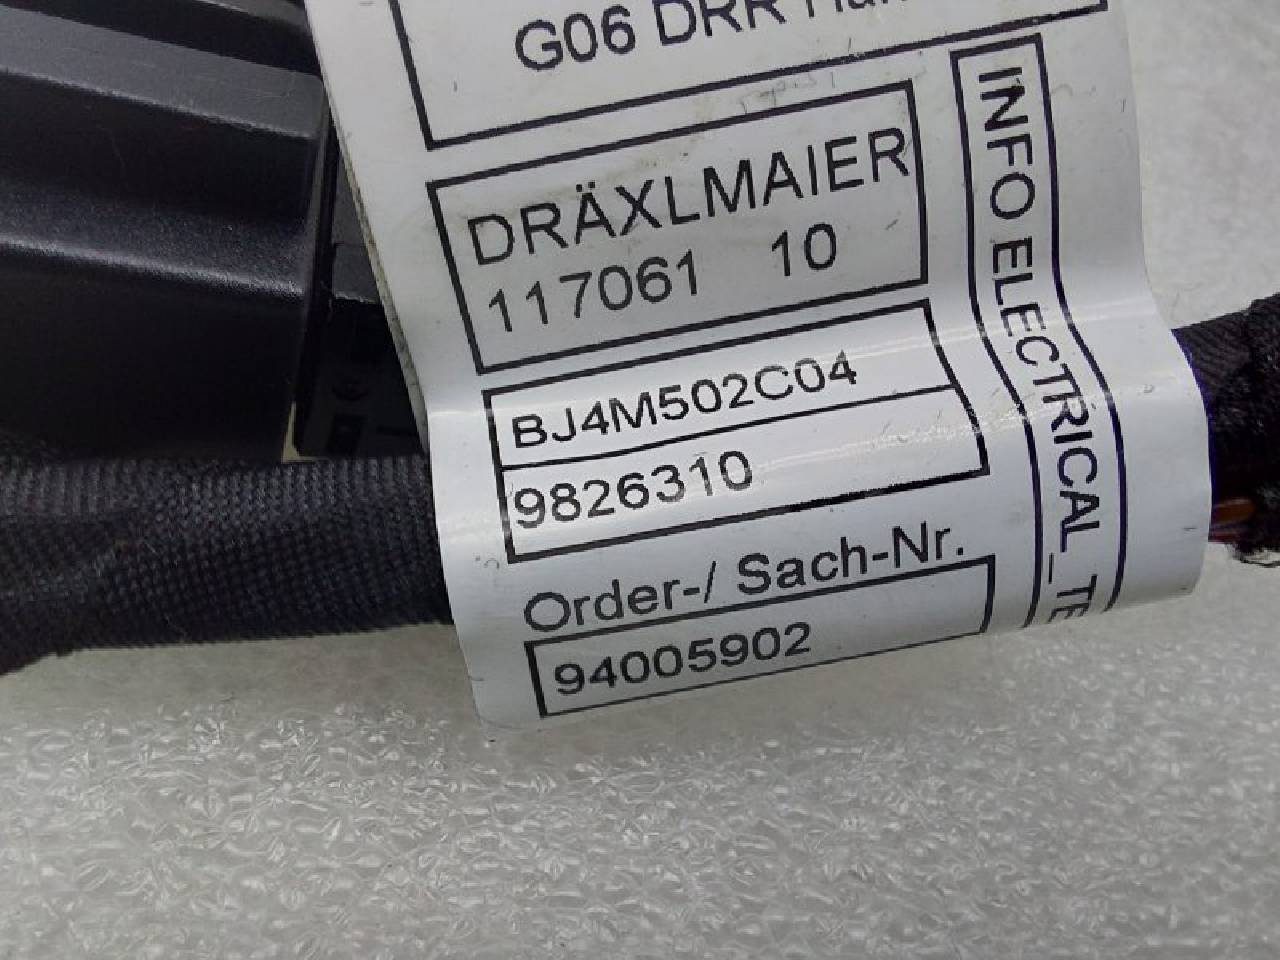 G06 DRR
DRÄXLMAIER
117061 10
BJ4M502C04
9826310
Order-/ Sach-Nr.
94005902
INFO ELECTRICAL_TE